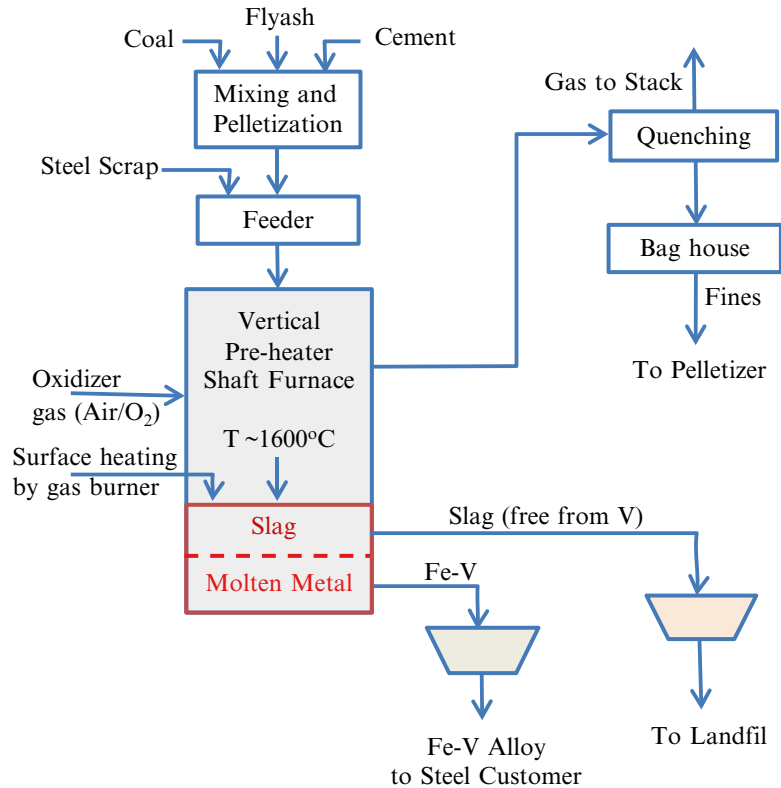 Flyash
Coal
Cement
Mixing and
Pelletization
Steel Scrap
Feeder
Vertical
Pre-heater
Shaft Furnace
Oxidizer
gas (Air/O₂)
T ~1600°C
Surface heating
by gas burner
Slag
Molten Metal
Gas to Stack
Quenching
Bag house
Fines
To Pelletizer
Slag (free from V)
Fe-V
Fe-V Alloy
to Steel Customer
To Landfil